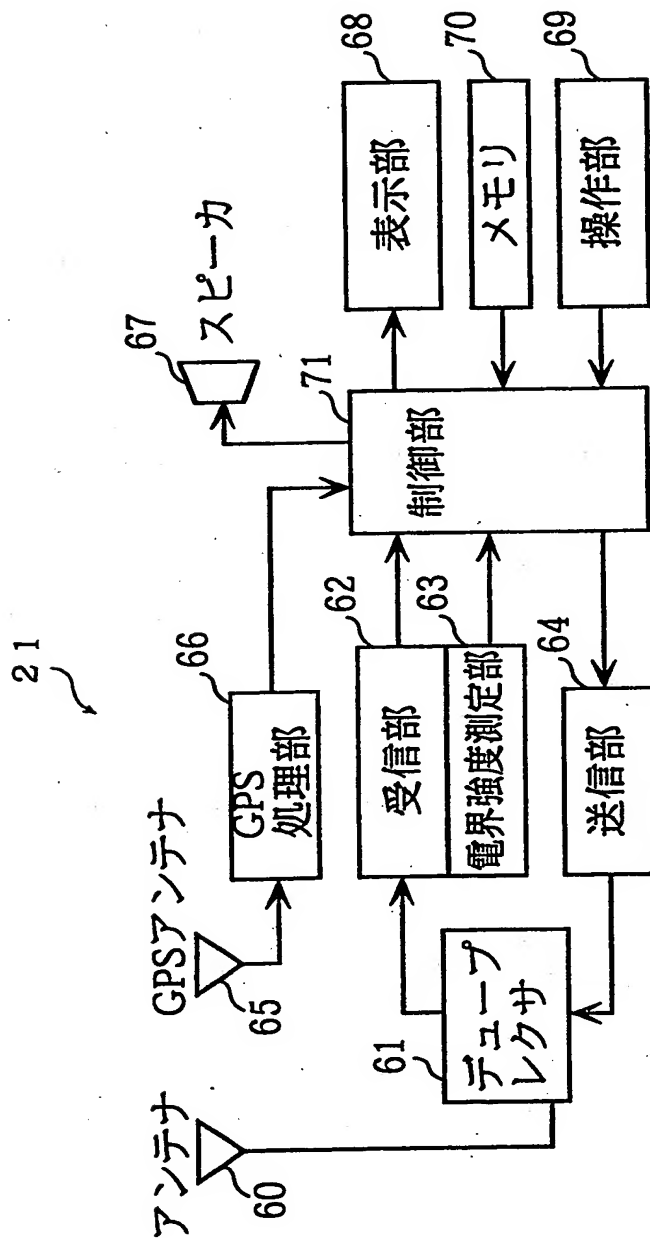 21
アンテナ
60
GPSアンテナ
65
GPS
処理部
66
スピーカ
67
デュープ
レクサ
61
受信部
62
電界強度測定部
63
送信部
64
制御部
71
表示部
68
メモリ
70
操作部
69